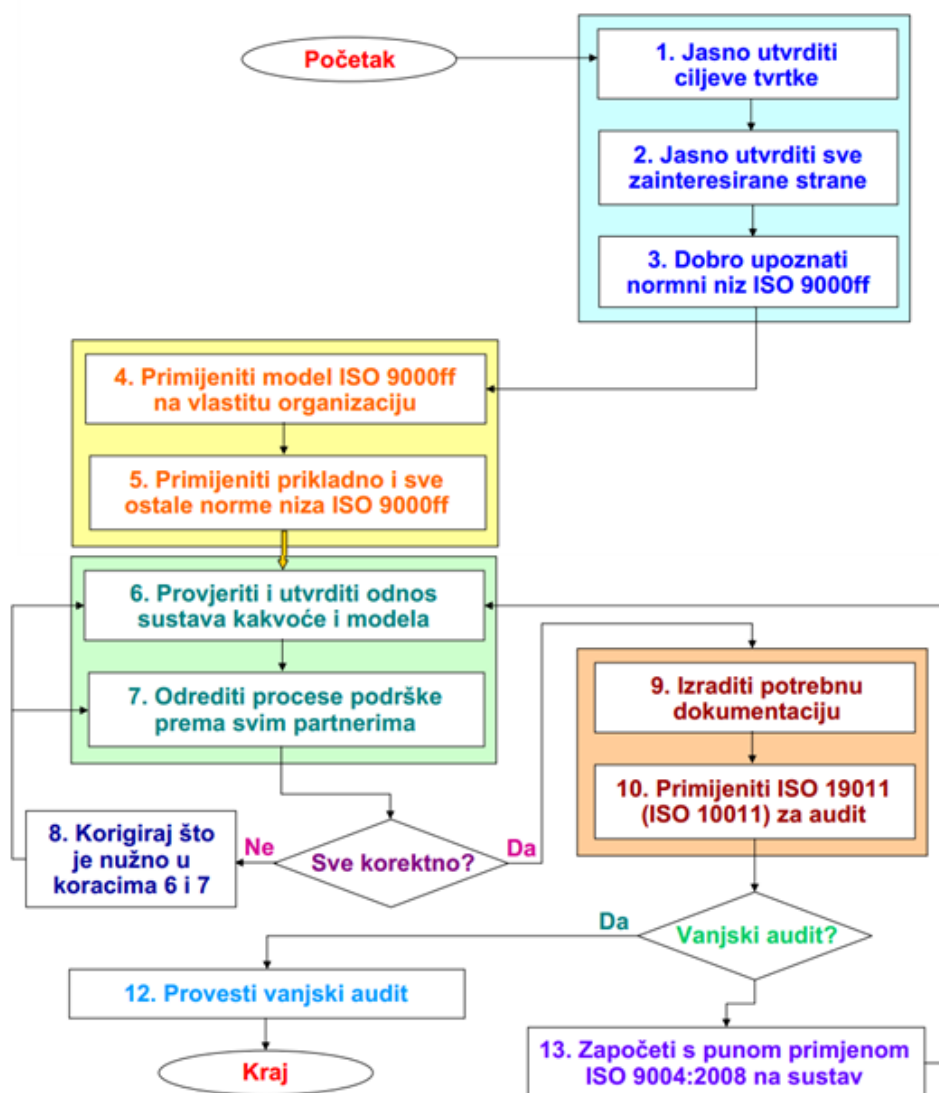 Početak
1. Jasno utvrditi
ciljeve tvrtke
2. Jasno utvrditi sve
zainteresirane strane
3. Dobro upoznati
normni niz ISO 9000ff
4. Primijeniti model ISO 9000ff
na vlastitu organizaciju
5. Primijeniti prikladno i sve
ostale norme niza ISO 9000ff
6. Provjeriti i utvrditi odnos
sustava kakvoće i modela
7. Odrediti procese podrške
prema svim partnerima
8. Korigiraj što
je nužno u
koracima 6 i 7
Ne
Sve korektno?
Da
9. Izraditi potrebnu
dokumentaciju
10. Primijeniti ISO 19011
(ISO 10011) za audit
Vanjski audit?
Da
12. Provesti vanjski audit
Kraj
13. Započeti s punom primjenom
ISO 9004:2008 na sustav